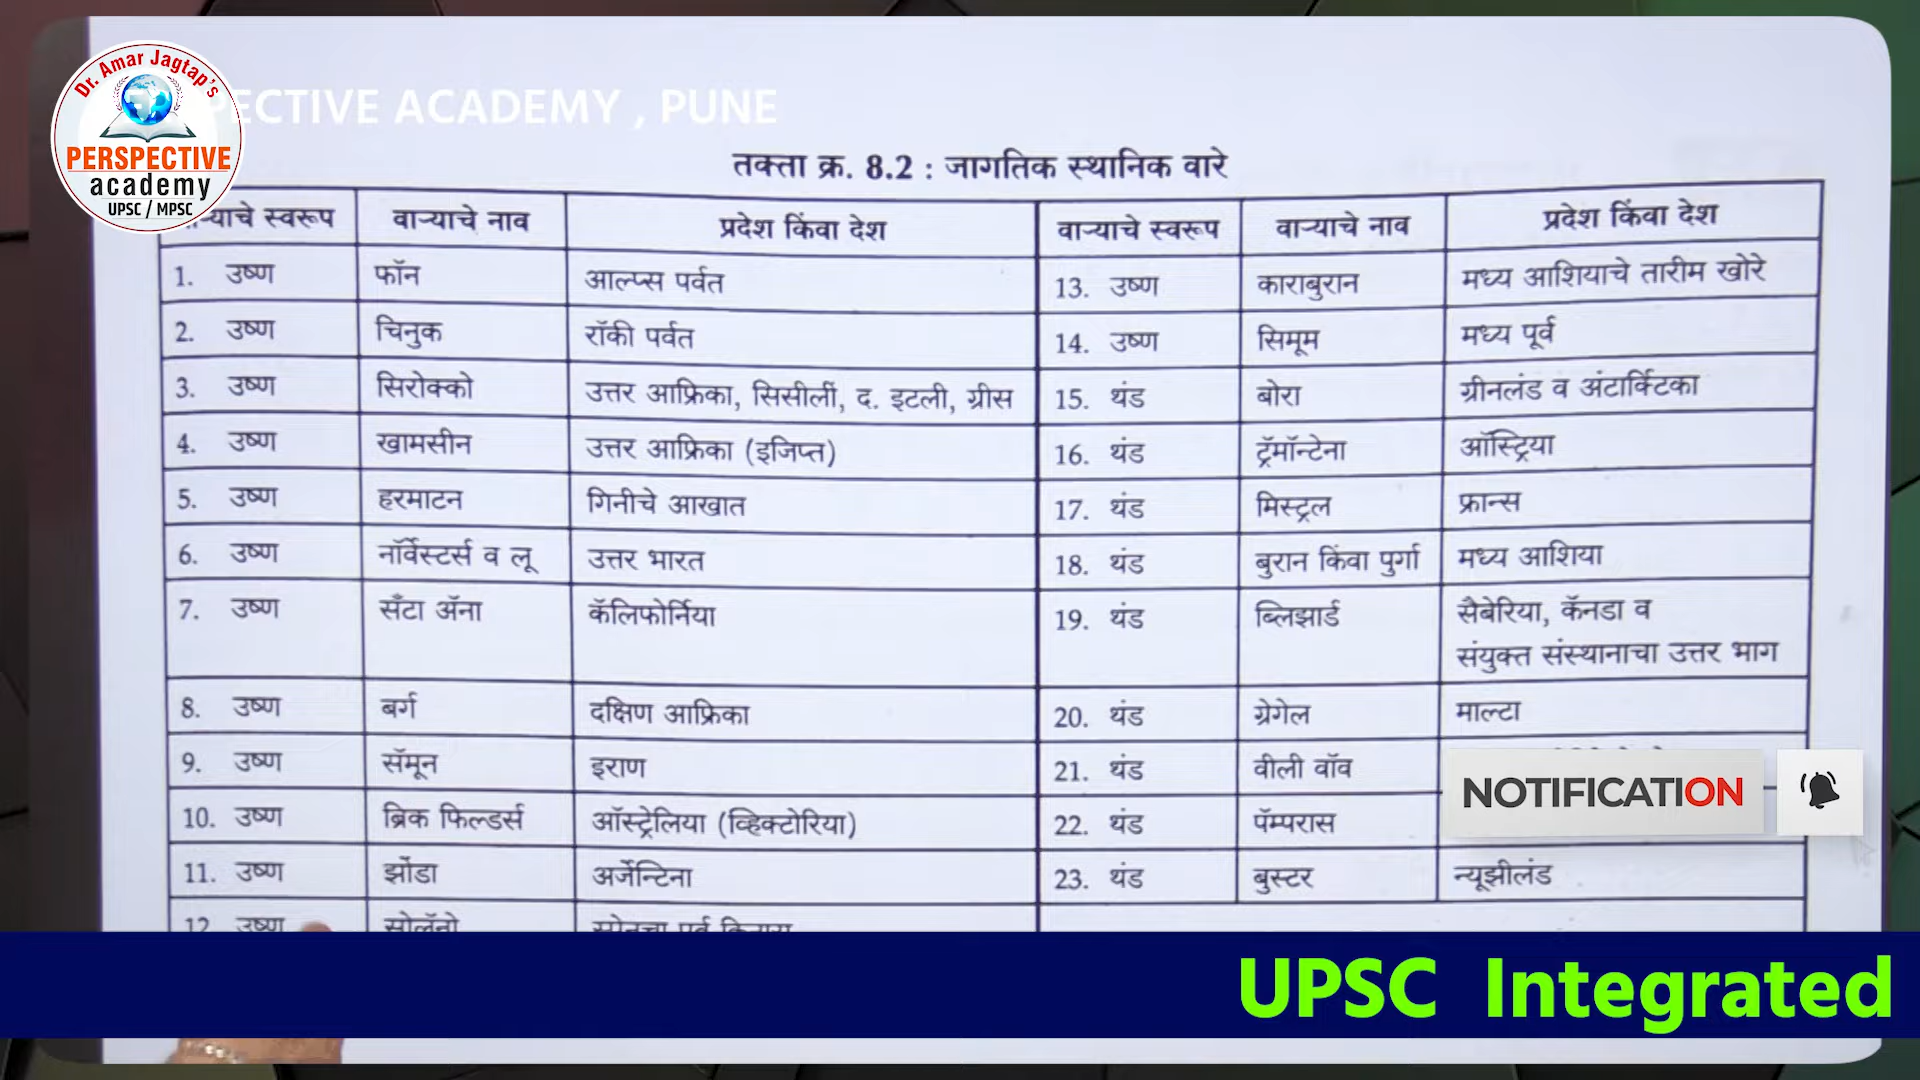 Dr. Amar Jagtap's
PERSPECTIVE
academy
UPSC / MPSC
PECTIVE ACADEMY , PUNE
तक्ता क्र. 8.2 : जागतिक स्थानिक वारे
ऱ्याचे स्वरूप वाऱ्याचे नाव प्रदेश किंवा देश वाऱ्याचे स्वरूप वाऱ्याचे नाव प्रदेश किंवा देश
1. उष्ण फॉन आल्प्स पर्वत 13. उष्ण काराबुरान मध्य आशियाचे तारीम खोरे
2. उष्ण चिनुक रॉकी पर्वत 14. उष्ण सिमूम मध्य पूर्व
3. उष्ण सिरोक्को उत्तर आफ्रिका, सिसीली, द. इटली, ग्रीस 15. थंड बोरा ग्रीनलंड व अंटार्क्टिका
4. उष्ण खामसीन उत्तर आफ्रिका (इजिप्त) 16. थंड ट्रॅमॉन्टेना ऑस्ट्रिया
5. उष्ण हरमाटन गिनीचे आखात 17. थंड मिस्ट्रल फ्रान्स
6. उष्ण नॉर्वेस्टर्स व लू उत्तर भारत 18. थंड बुरान किंवा पुर्गा मध्य आशिया
7. उष्ण सँटा ॲना कॅलिफोर्निया 19. थंड ब्लिझार्ड सैबेरिया, कॅनडा व
संयुक्त संस्थानाचा उत्तर भाग
8. उष्ण बर्ग दक्षिण आफ्रिका 20. थंड ग्रेगेल माल्टा
9. उष्ण सॅमून इराण 21. थंड वीली वॉव
10. उष्ण ब्रिक फिल्डर्स ऑस्ट्रेलिया (व्हिक्टोरिया) 22. थंड पॅम्परास
11. उष्ण झोंडा अर्जेन्टिना 23. थंड बुस्टर न्यूझीलंड
12 उष्ण सोलॅनो
NOTIFICATION
UPSC Integrated